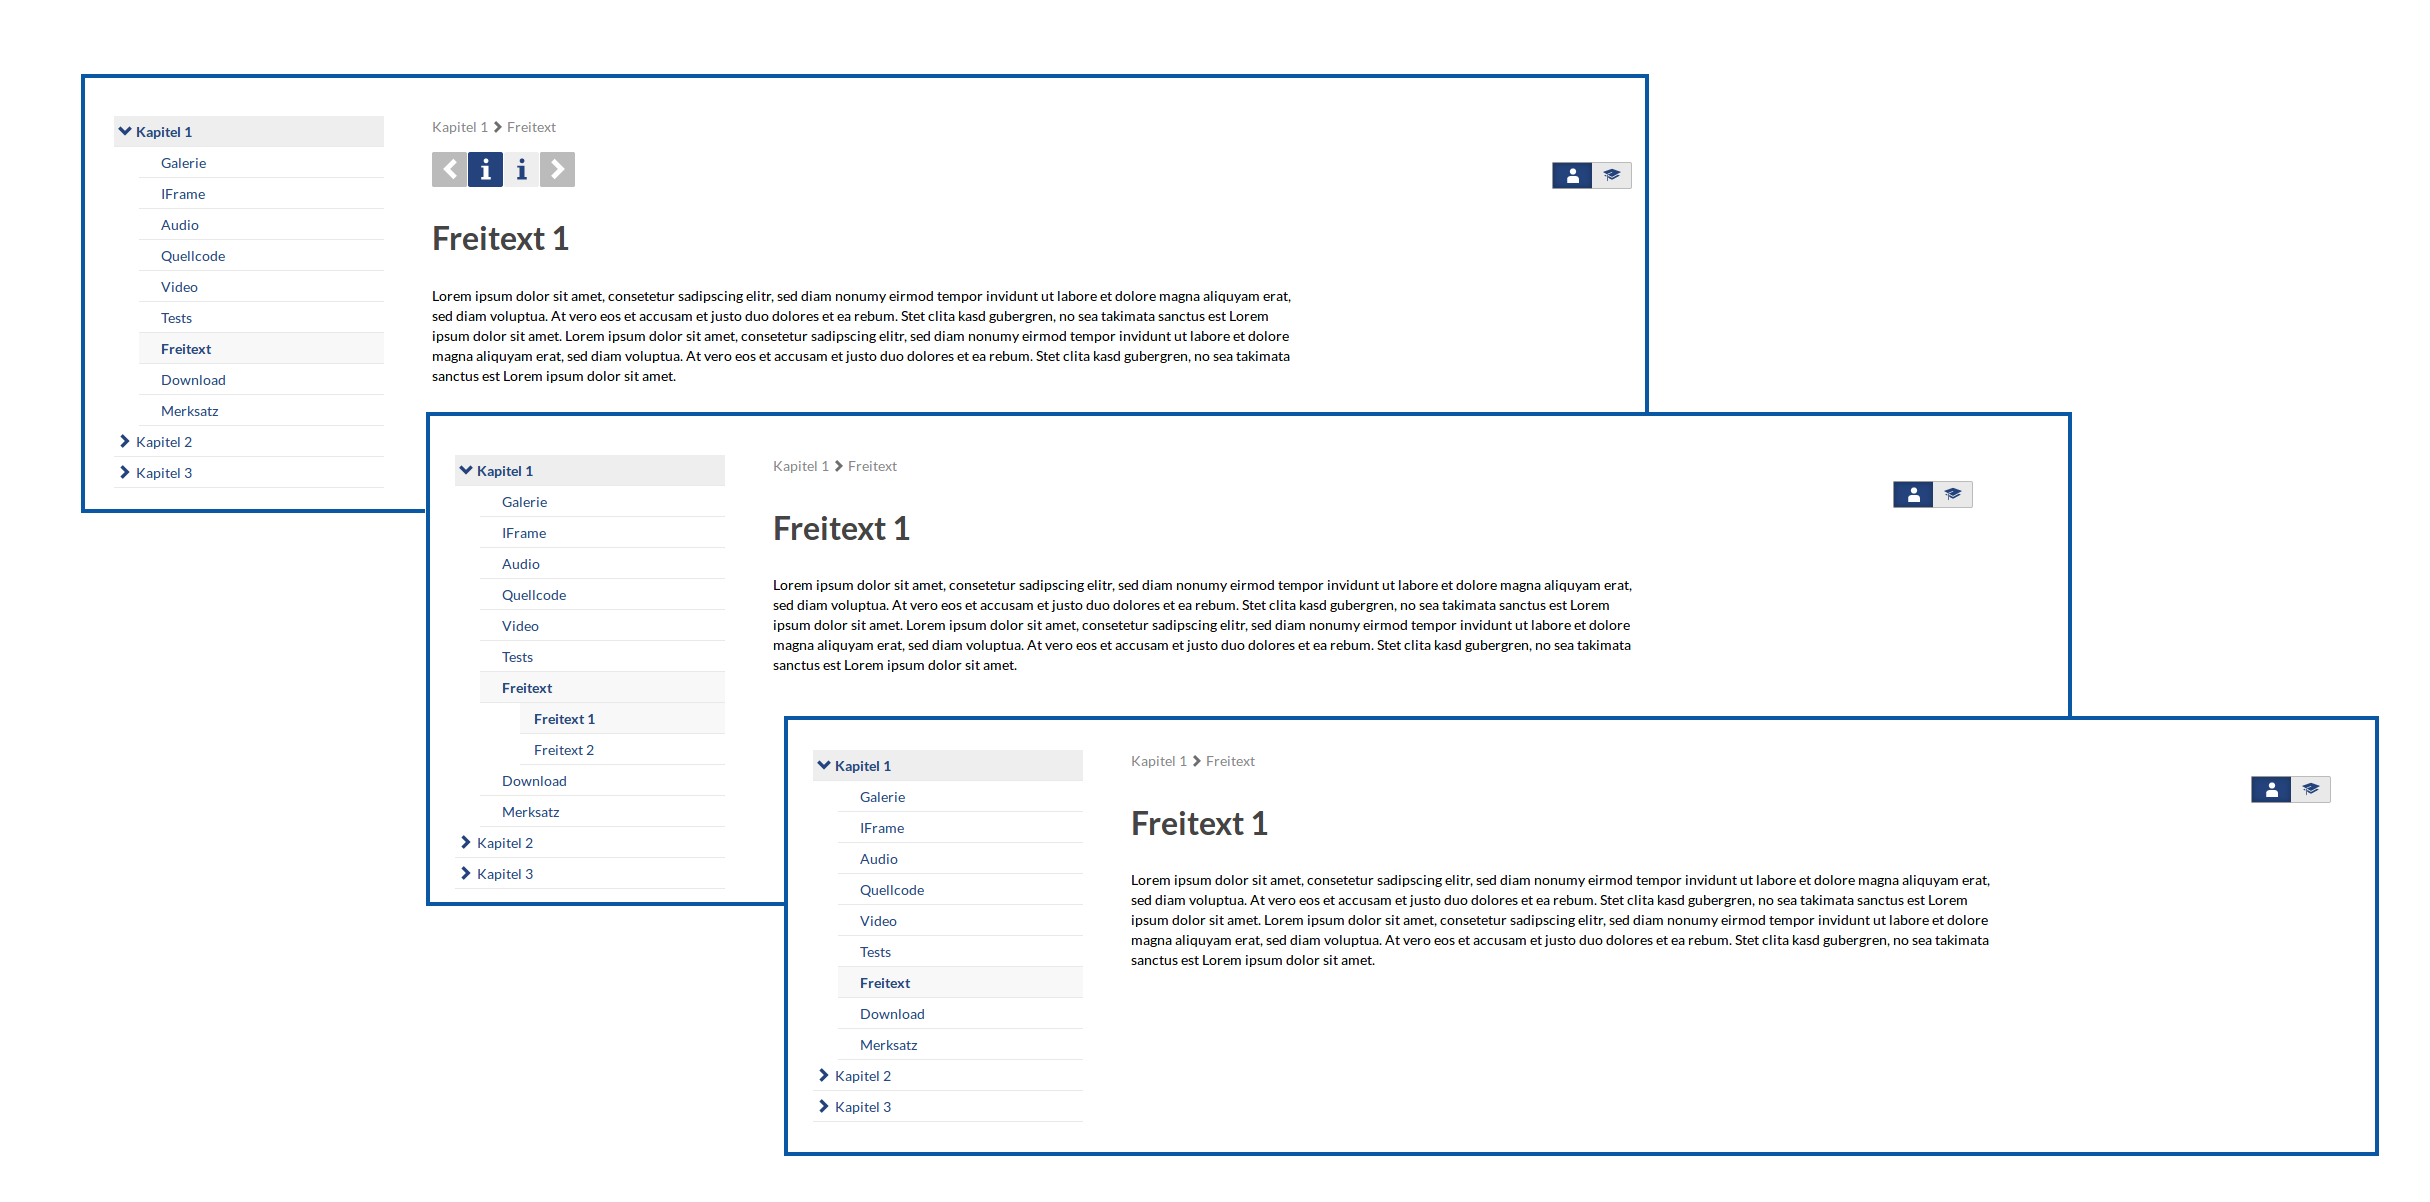 Kapitel 1
Galerie
IFrame
Audio
Quellcode
Video
Tests
Freitext
Download
Merksatz
Kapitel 2
Kapitel 3
Kapitel 1 Freitext
Freitext 1
Lorem ipsum dolor sit amet, consetetur sadipscing elitr, sed diam nonumy eirmod tempor invidunt ut labore et dolore magna aliquyam erat,
sed diam voluptua. At vero eos et accusam et justo duo dolores et ea rebum. Stet clita kasd gubergren, no sea takimata sanctus est Lorem
ipsum dolor sit amet. Lorem ipsum dolor sit amet, consetetur sadipscing elitr, sed diam nonumy eirmod tempor invidunt ut labore et dolore
magna aliquyam erat, sed diam voluptua. At vero eos et accusam et justo duo dolores et ea rebum. Stet clita kasd gubergren, no sea takimata
sanctus est Lorem ipsum dolor sit amet.
Kapitel 1
Galerie
IFrame
Audio
Quellcode
Video
Tests
Freitext
Freitext 1
Freitext 2
Download
Merksatz
Kapitel 2
Kapitel 3
Kapitel 1 Freitext
Freitext 1
Lorem ipsum dolor sit amet, consetetur sadipscing elitr, sed diam nonumy eirmod tempor invidunt ut labore et dolore magna aliquyam erat,
sed diam voluptua. At vero eos et accusam et justo duo dolores et ea rebum. Stet clita kasd gubergren, no sea takimata sanctus est Lorem
ipsum dolor sit amet. Lorem ipsum dolor sit amet, consetetur sadipscing elitr, sed diam nonumy eirmod tempor invidunt ut labore et dolore
magna aliquyam erat, sed diam voluptua. At vero eos et accusam et justo duo dolores et ea rebum. Stet clita kasd gubergren, no sea takimata
sanctus est Lorem ipsum dolor sit amet.
Kapitel 1
Galerie
IFrame
Audio
Quellcode
Video
Tests
Freitext
Download
Merksatz
Kapitel 2
Kapitel 3
Kapitel 1 Freitext
Freitext 1
Lorem ipsum dolor sit amet, consetetur sadipscing elitr, sed diam nonumy eirmod tempor invidunt ut labore et dolore magna aliquyam erat,
sed diam voluptua. At vero eos et accusam et justo duo dolores et ea rebum. Stet clita kasd gubergren, no sea takimata sanctus est Lorem
ipsum dolor sit amet. Lorem ipsum dolor sit amet, consetetur sadipscing elitr, sed diam nonumy eirmod tempor invidunt ut labore et dolore
magna aliquyam erat, sed diam voluptua. At vero eos et accusam et justo duo dolores et ea rebum. Stet clita kasd gubergren, no sea takimata
sanctus est Lorem ipsum dolor sit amet.